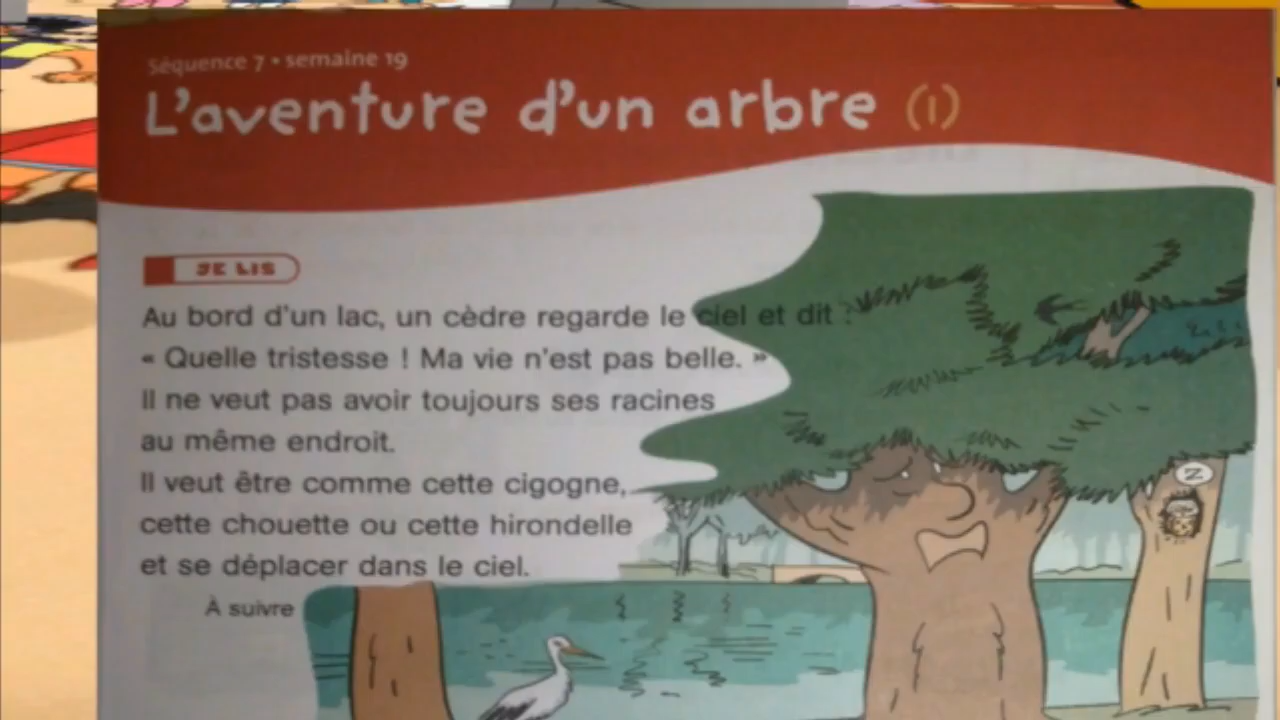 Séquence 7 • semaine 19
L'aventure d'un arbre (1)
JE LIS
Au bord d'un lac, un cèdre regarde le ciel et dit :
« Quelle tristesse ! Ma vie n'est pas belle. »
Il ne veut pas avoir toujours ses racines
au même endroit.
Il veut être comme cette cigogne,
cette chouette ou cette hirondelle
et se déplacer dans le ciel.
À suivre
Z